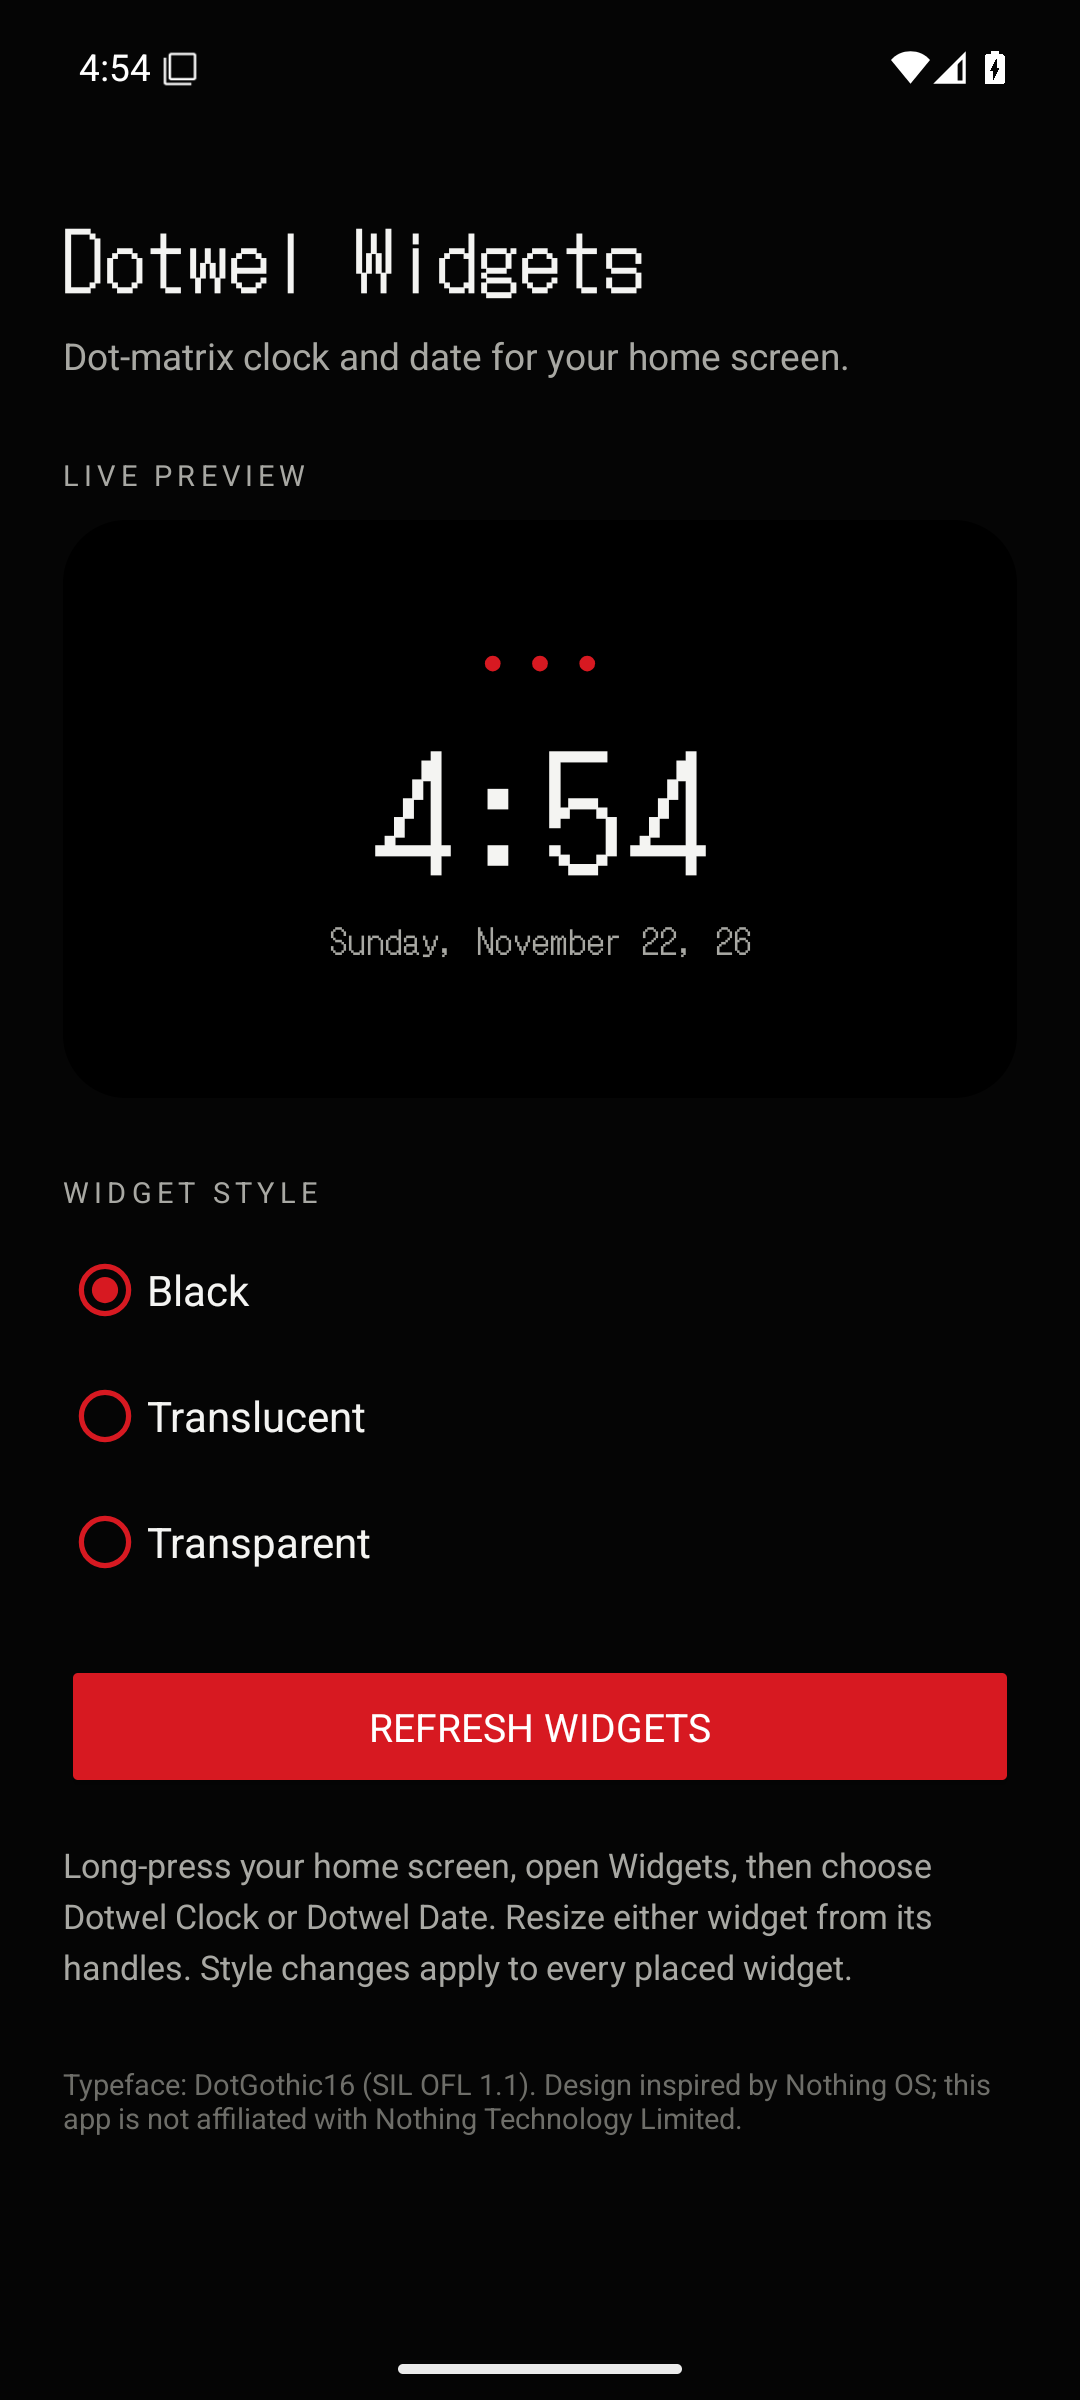 4:54
Dotwel Widgets
Dot-matrix clock and date for your home screen.
LIVE PREVIEW
4:54
Sunday, November 22, 26
WIDGET STYLE
Black
Translucent
Transparent
REFRESH WIDGETS
Long-press your home screen, open Widgets, then choose
Dotwel Clock or Dotwel Date. Resize either widget from its
handles. Style changes apply to every placed widget.
Typeface: DotGothic16 (SIL OFL 1.1). Design inspired by Nothing OS; this
app is not affiliated with Nothing Technology Limited.